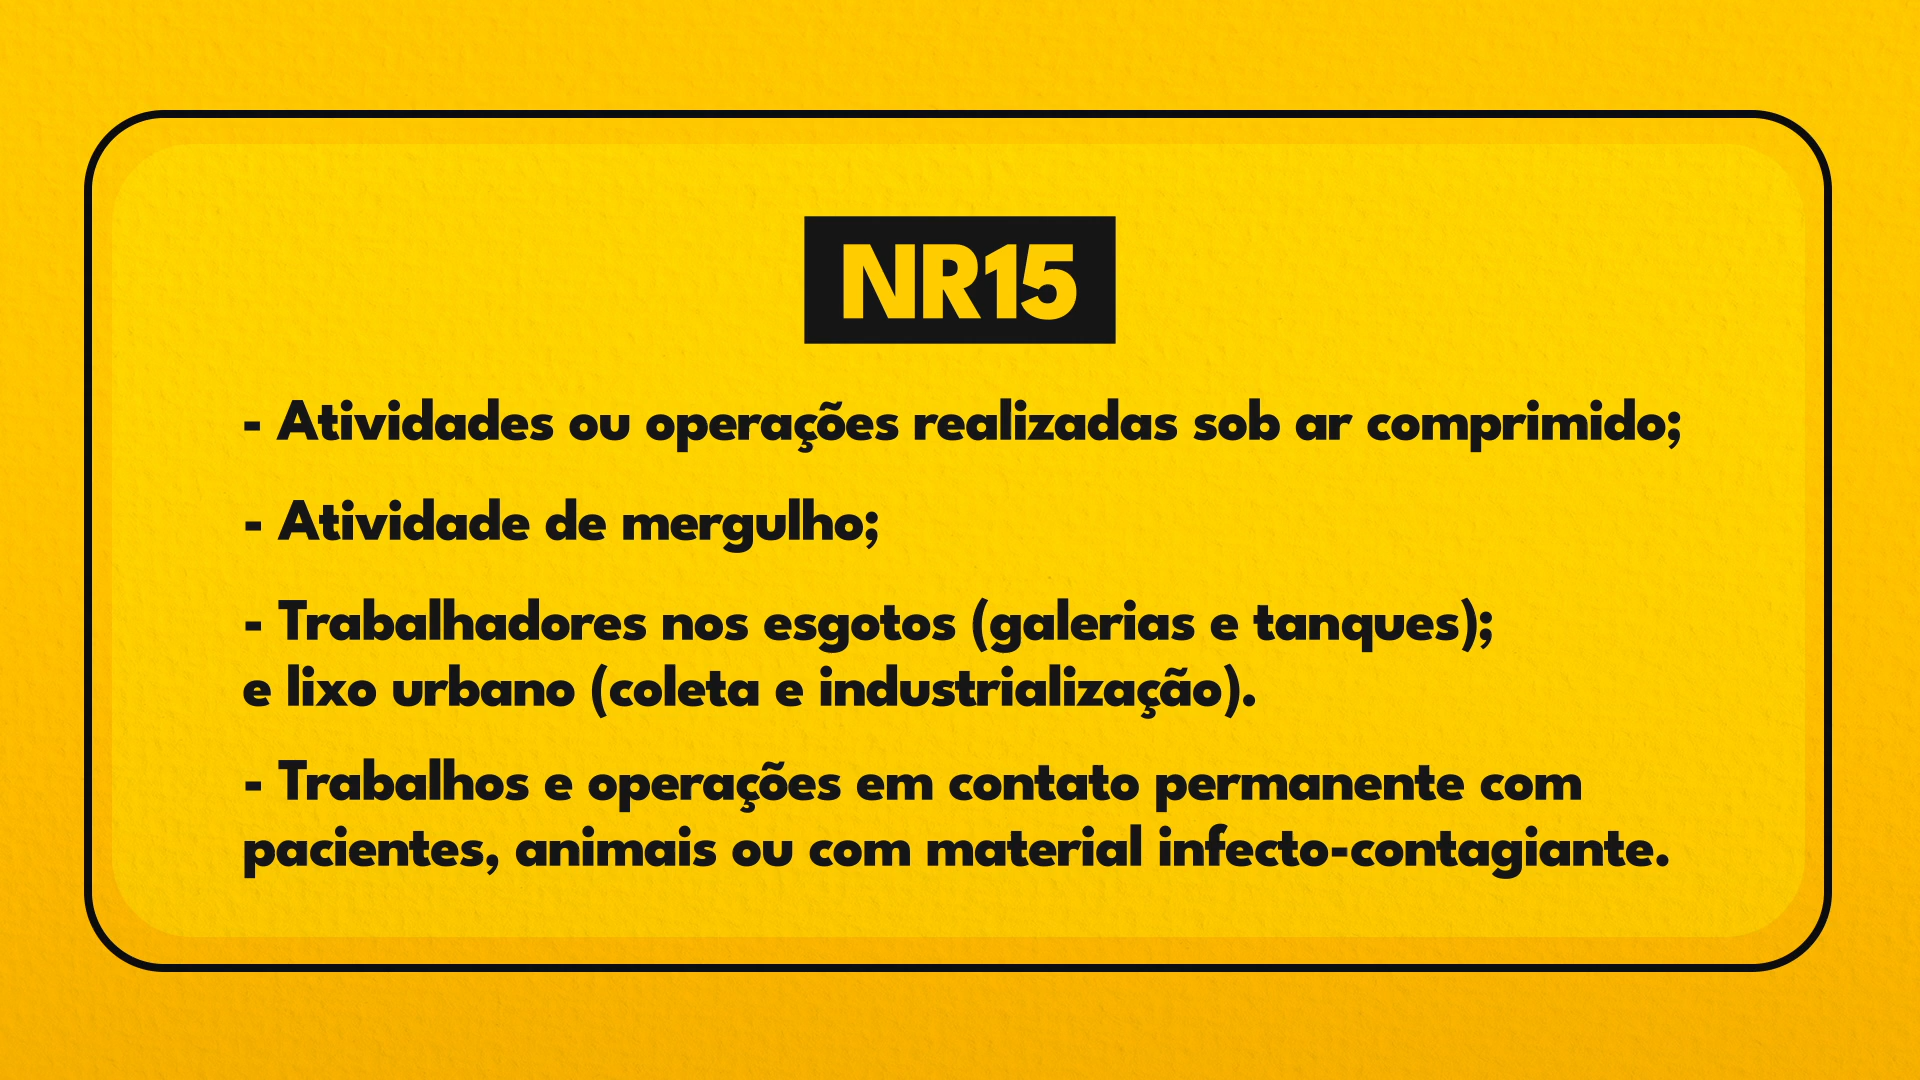 NR15
- Atividades ou operações realizadas sob ar comprimido;
- Atividade de mergulho;
- Trabalhadores nos esgotos (galerias e tanques);
e lixo urbano (coleta e industrialização).
- Trabalhos e operações em contato permanente com
pacientes, animais ou com material infecto-contagiante.